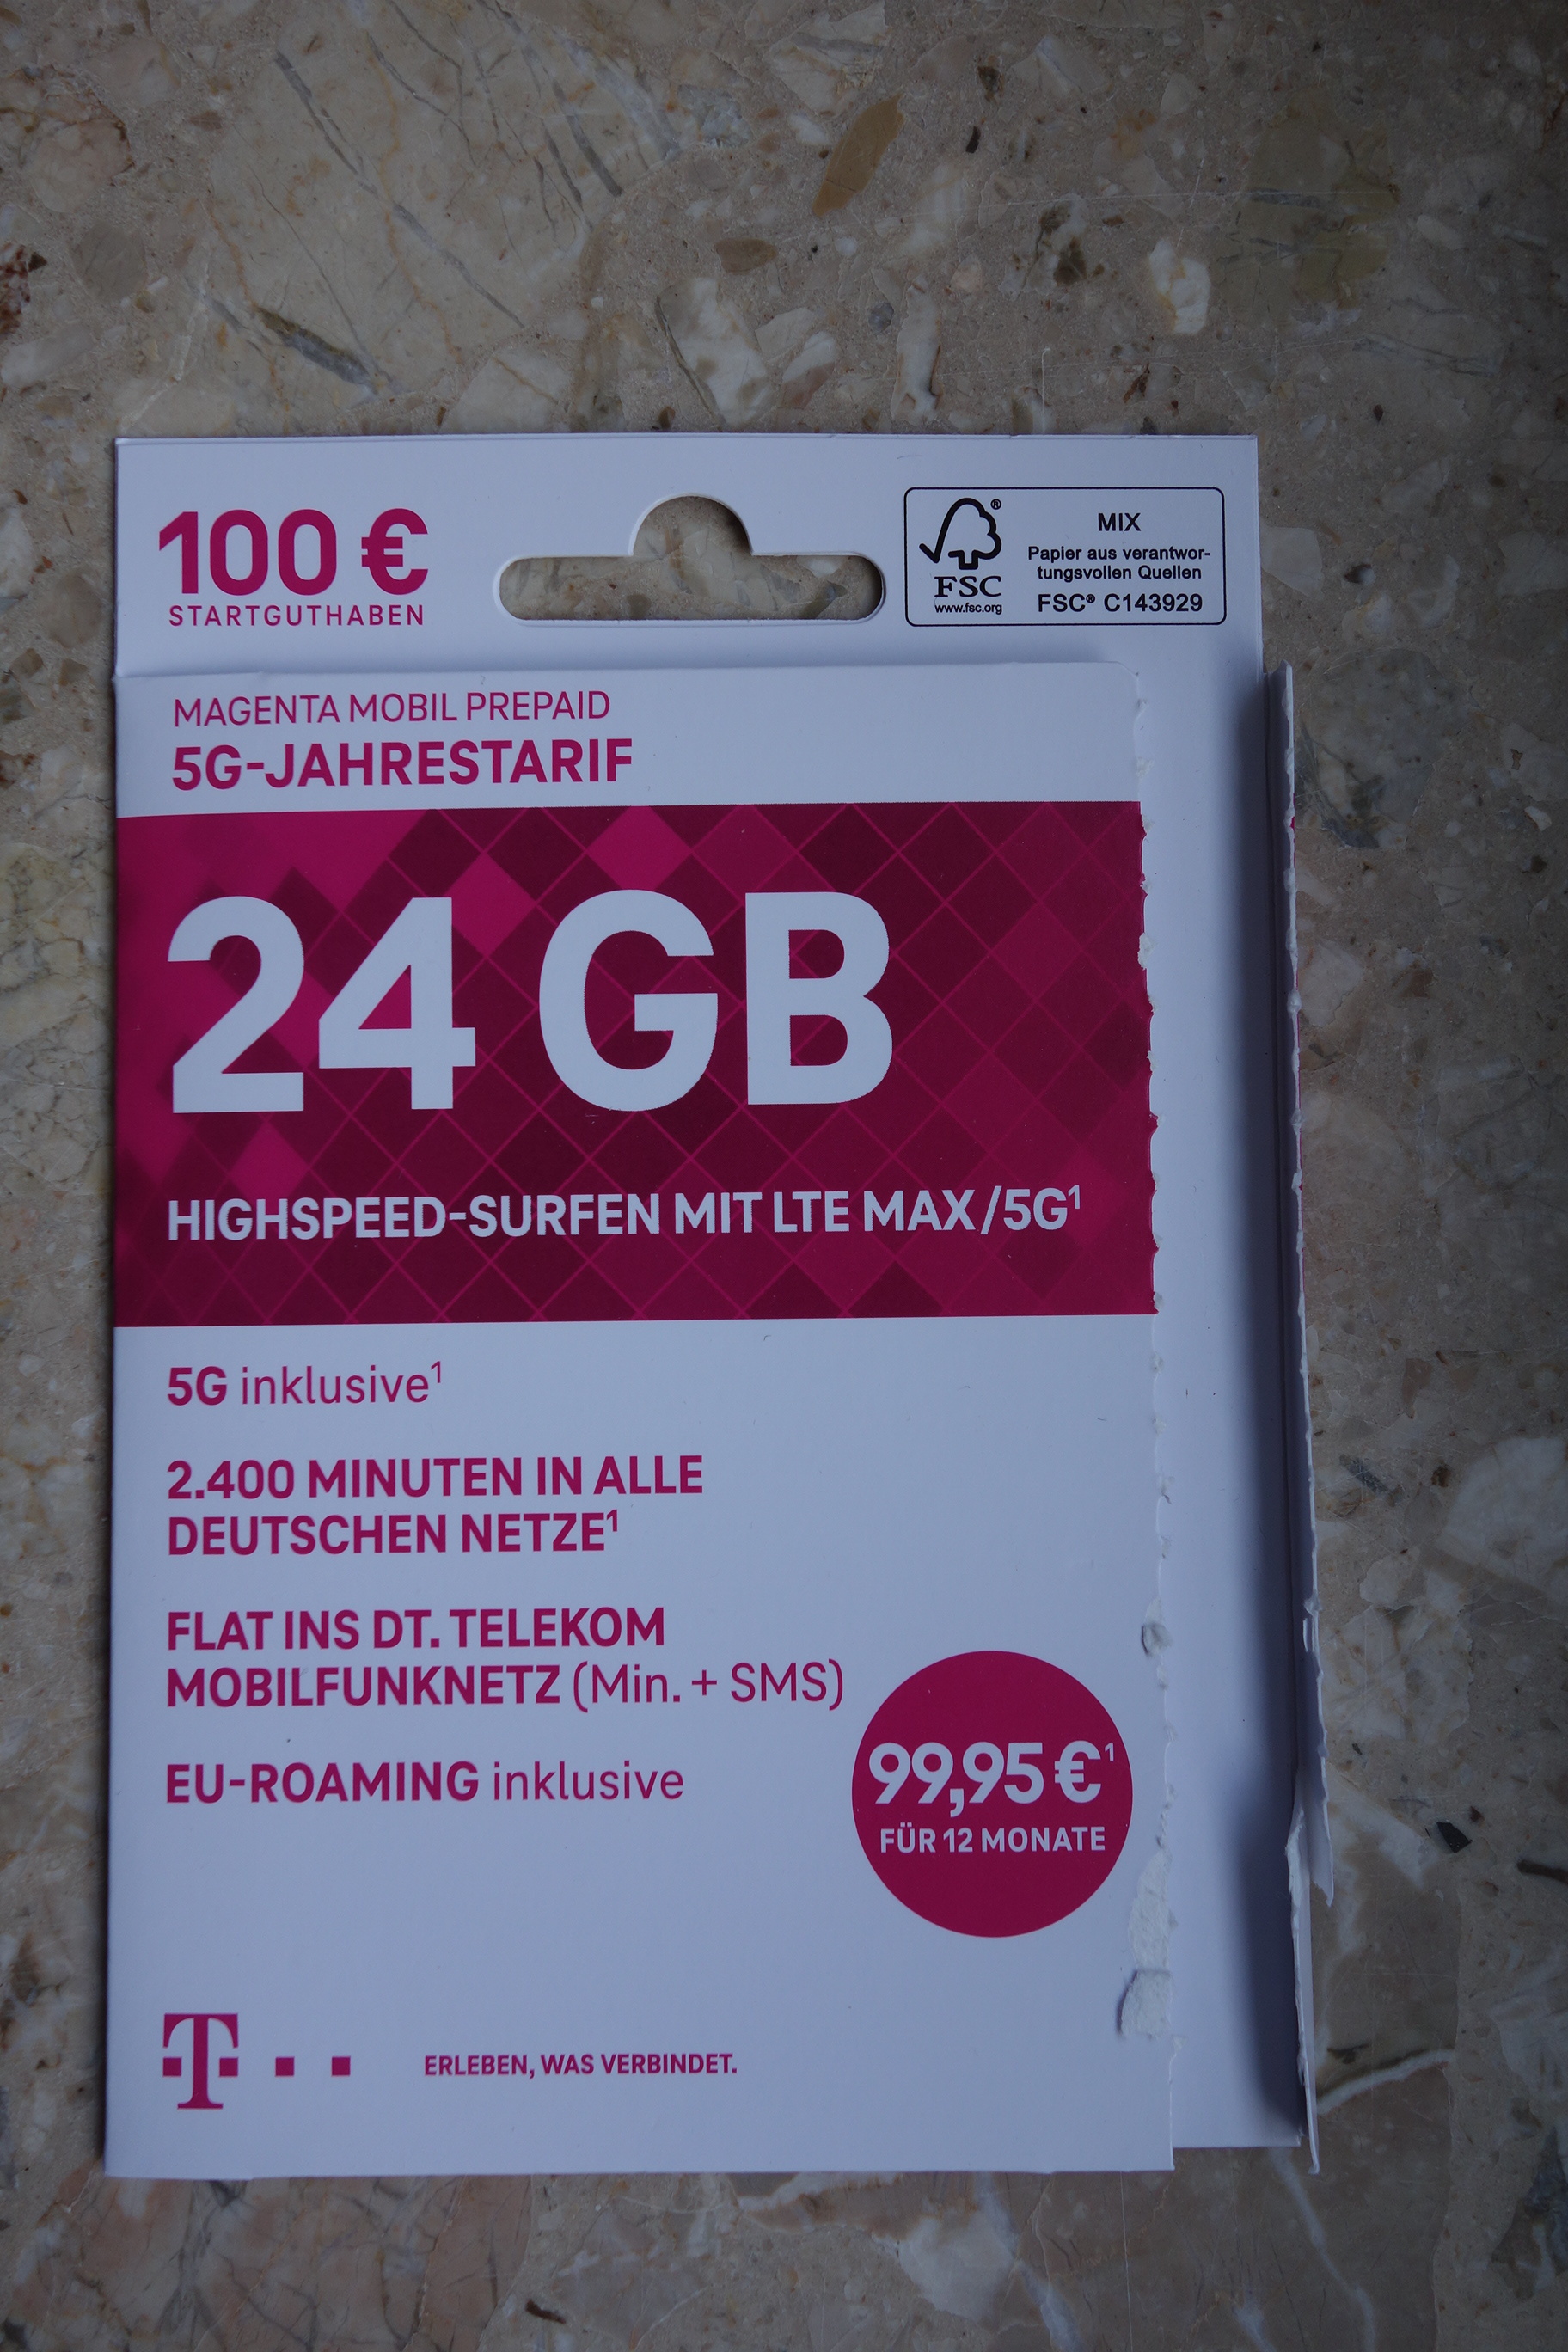 100 €
STARTGUTHABEN
FSC®
www.fsc.org
MIX
Papier aus verantwor-
tungsvollen Quellen
FSC® C143929
MAGENTA MOBIL PREPAID
5G-JAHRESTARIF
24 GB
HIGHSPEED-SURFEN MIT LTE MAX/5G¹
5G inklusive¹
2.400 MINUTEN IN ALLE
DEUTSCHEN NETZE¹
FLAT INS DT. TELEKOM
MOBILFUNKNETZ (Min. + SMS)
EU-ROAMING inklusive
99,95 €¹
FÜR 12 MONATE
T
ERLEBEN, WAS VERBINDET.